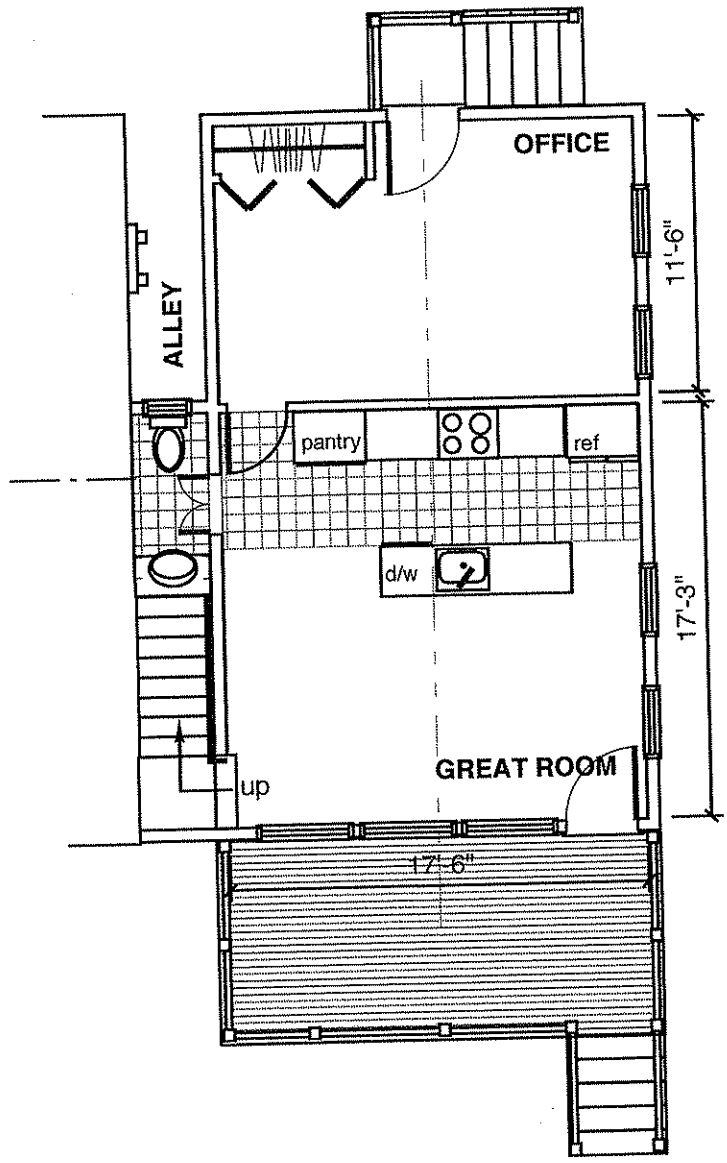 OFFICE
11'-6"
ALLEY
pantry
ref
d/w
17'-3"
GREAT ROOM
up
17'-6"